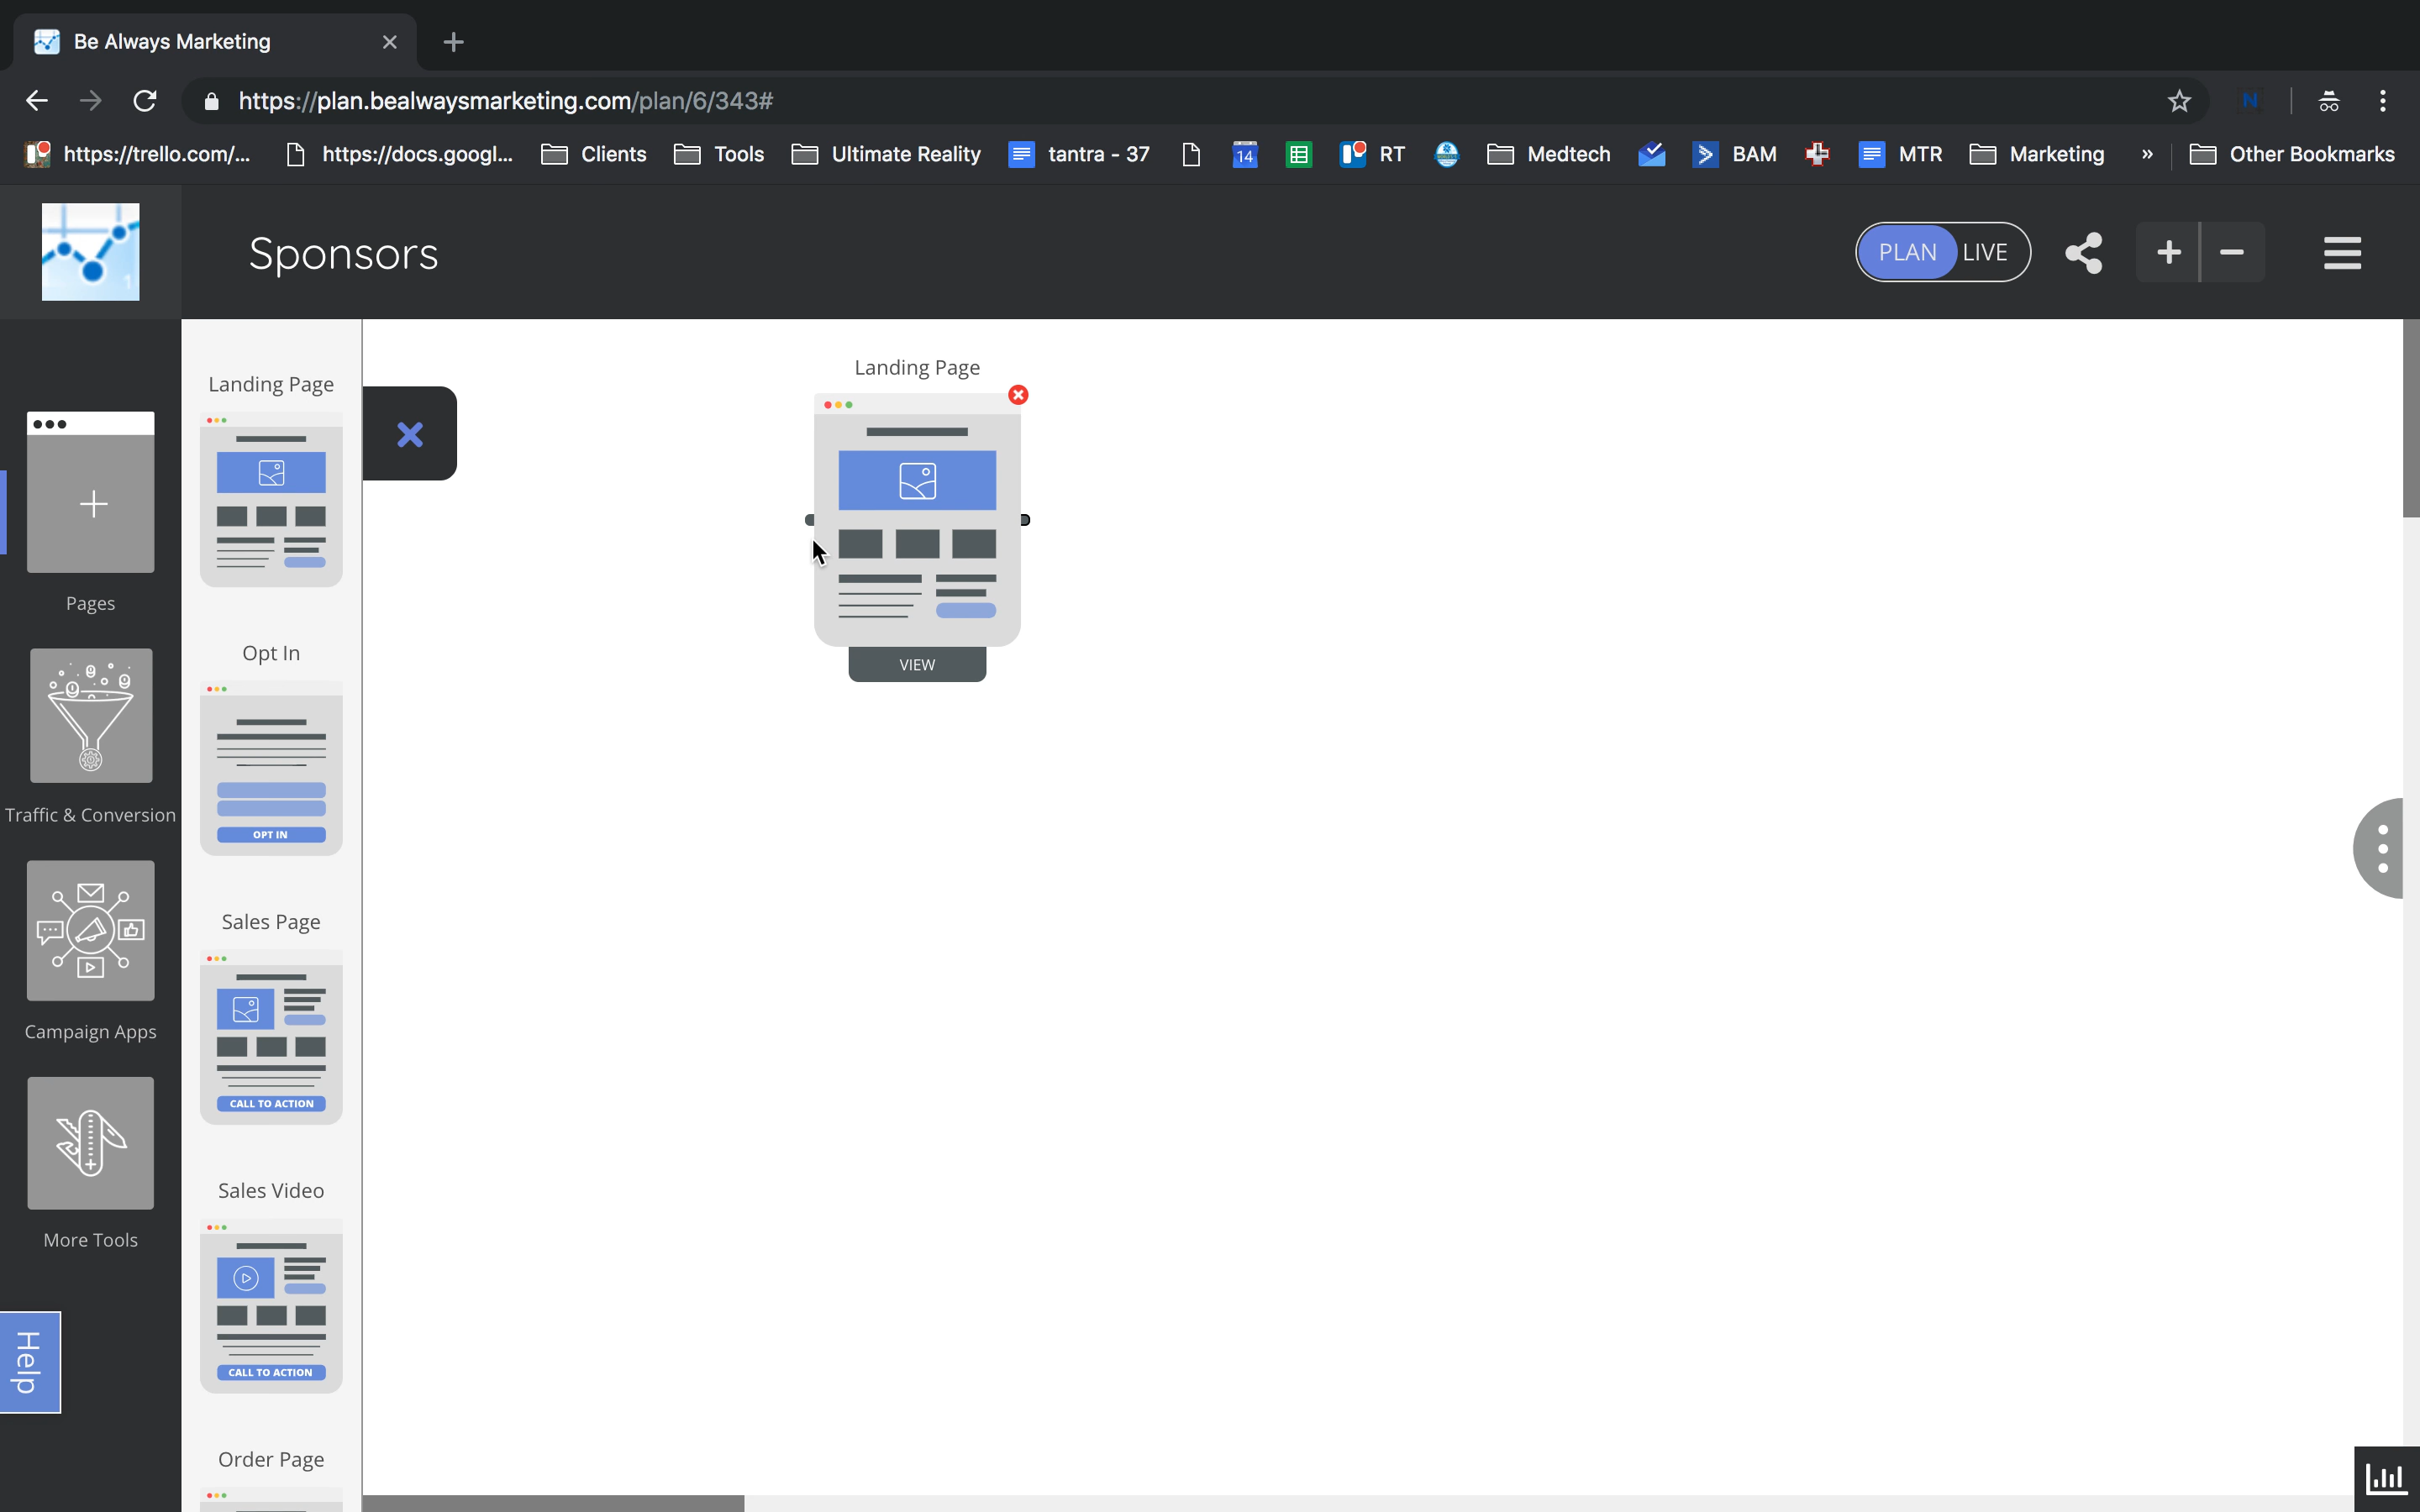 Be Always Marketing
https://plan.bealwaysmarketing.com/plan/6/343#
https://trello.com/... https://docs.googl... Clients Tools Ultimate Reality tantra - 37 14 RT Medtech BAM MTR Marketing » Other Bookmarks
Sponsors
PLAN LIVE
Pages
Traffic & Conversion
Campaign Apps
More Tools
Help
Landing Page
Opt In
OPT IN
Sales Page
CALL TO ACTION
Sales Video
CALL TO ACTION
Order Page
Landing Page
VIEW